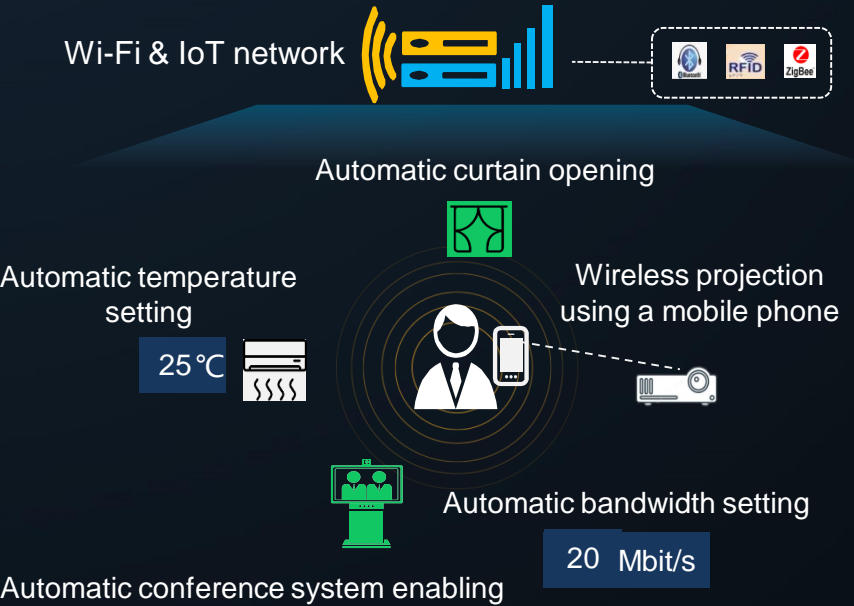 Wi-Fi & IoT network
Bluetooth
RFID
ZigBee
Automatic curtain opening
Automatic temperature
setting
25℃
Wireless projection
using a mobile phone
Automatic bandwidth setting
20 Mbit/s
Automatic conference system enabling